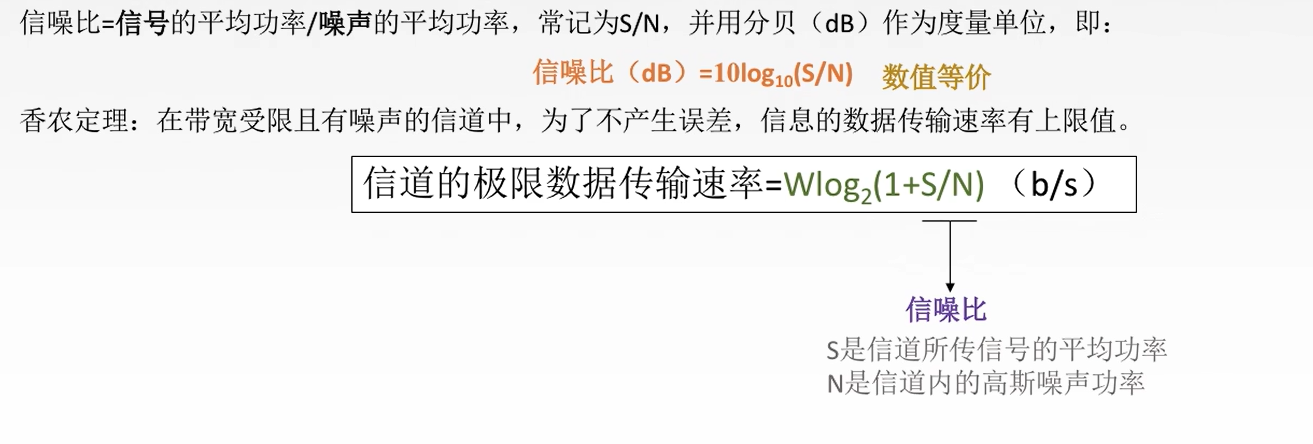 信噪比=信号的平均功率/噪声的平均功率，常记为S/N，并用分贝（dB）作为度量单位，即：
信噪比（dB）=10log₁₀(S/N) 数值等价
香农定理：在带宽受限且有噪声的信道中，为了不产生误差，信息的数据传输速率有上限值。
信道的极限数据传输速率=Wlog₂(1+S/N) （b/s）
信噪比
S是信道所传信号的平均功率
N是信道内的高斯噪声功率